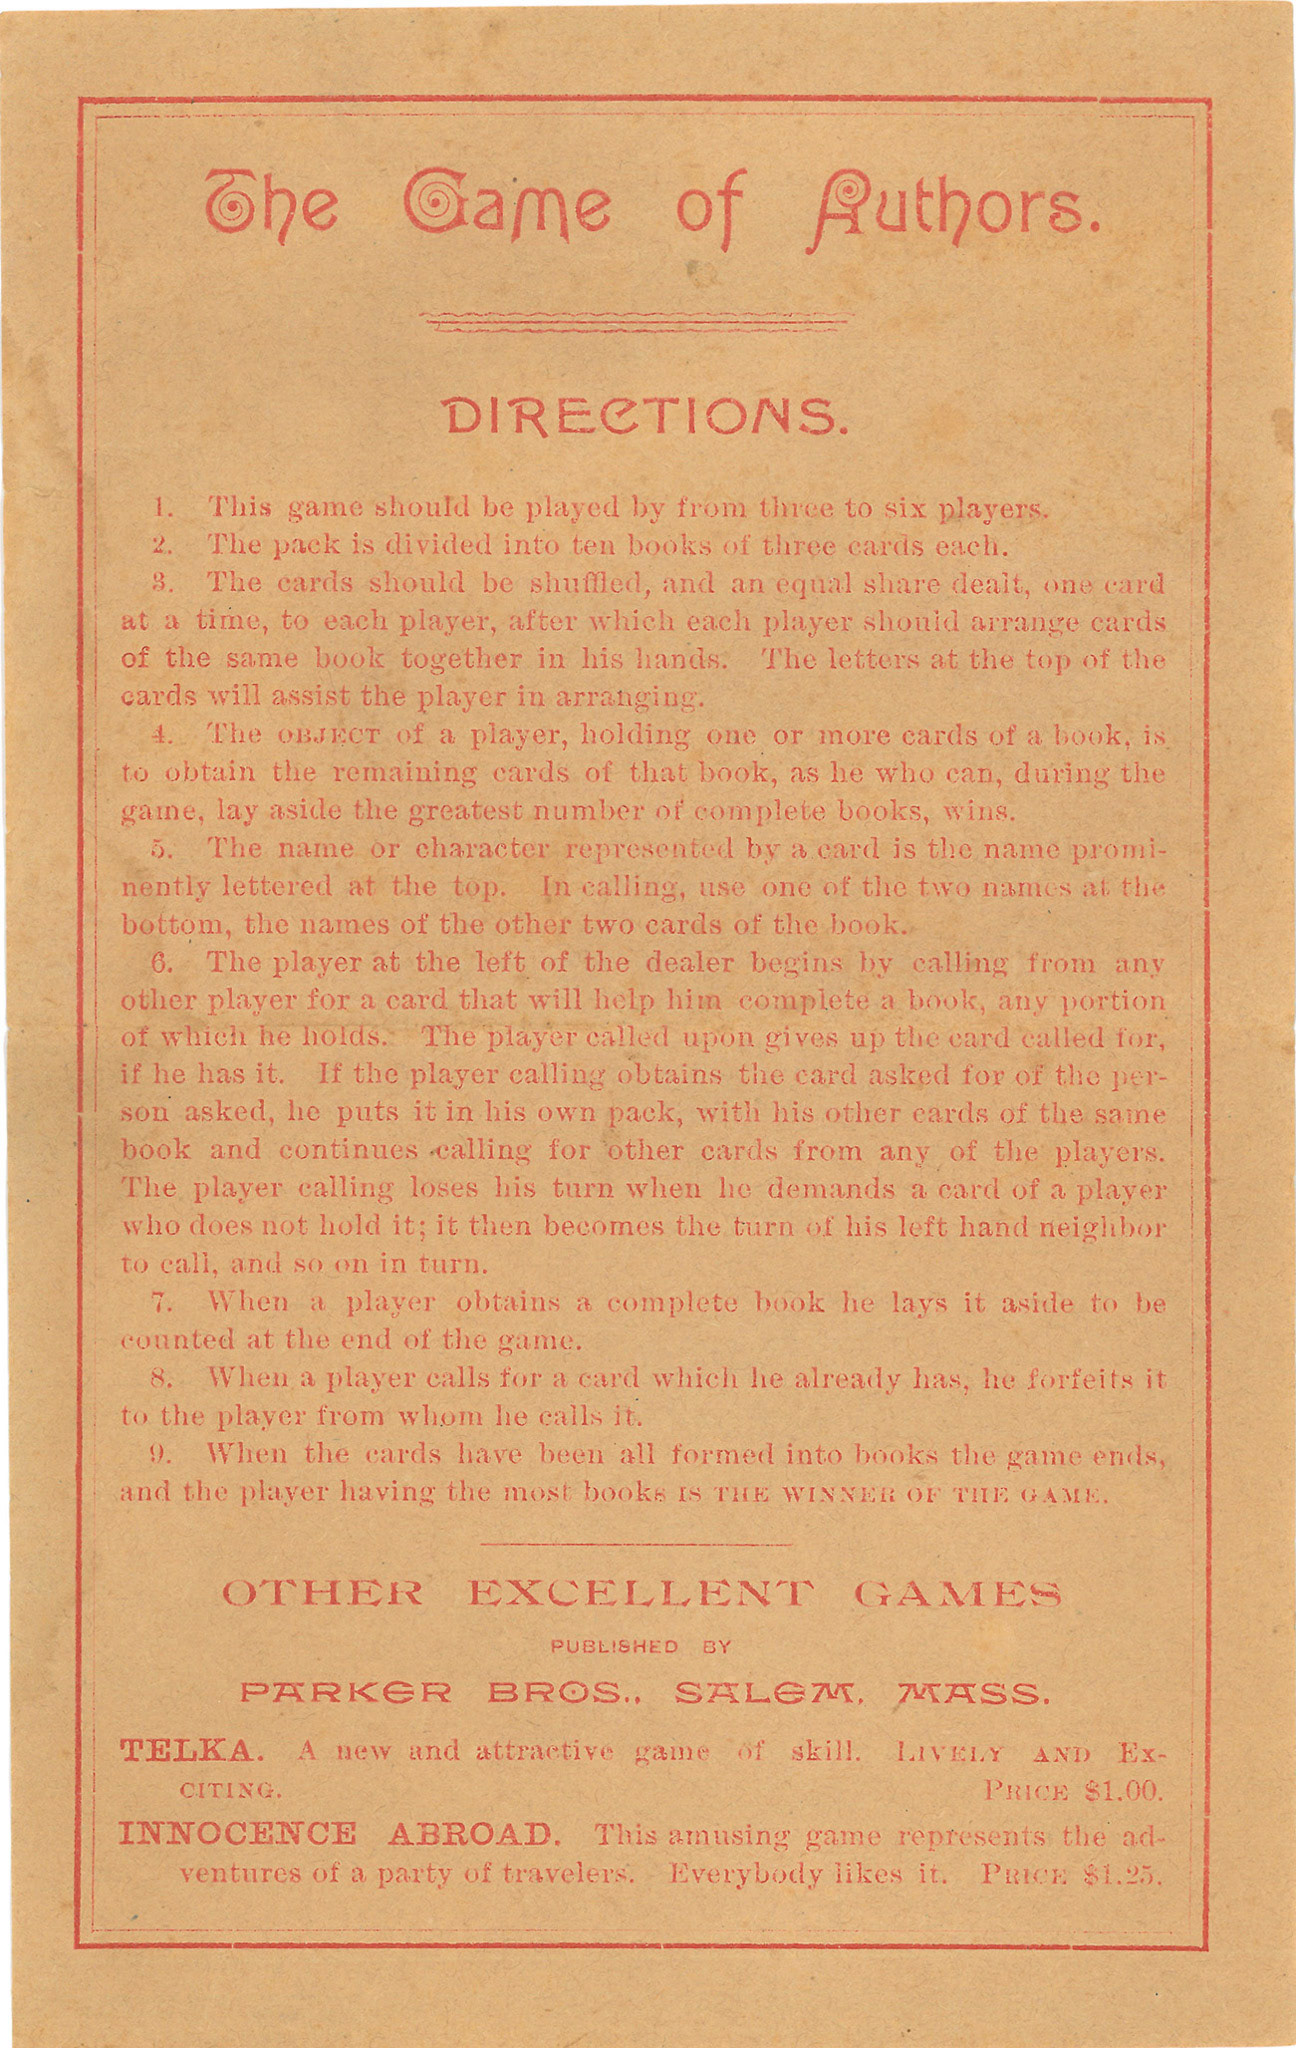 The Game of Authors.
DIRECTIONS.
1. This game should be played by from three to six players.
2. The pack is divided into ten books of three cards each.
3. The cards should be shuffled, and an equal share dealt, one card
at a time, to each player, after which each player should arrange cards
of the same book together in his hands. The letters at the top of the
cards will assist the player in arranging.
4. The OBJECT of a player, holding one or more cards of a book, is
to obtain the remaining cards of that book, as he who can, during the
game, lay aside the greatest number of complete books, wins.
5. The name or character represented by a card is the name promi-
nently lettered at the top. In calling, use one of the two names at the
bottom, the names of the other two cards of the book.
6. The player at the left of the dealer begins by calling from any
other player for a card that will help him complete a book, any portion
of which he holds. The player called upon gives up the card called for,
if he has it. If the player calling obtains the card asked for of the per-
son asked, he puts it in his own pack, with his other cards of the same
book and continues calling for other cards from any of the players.
The player calling loses his turn when he demands a card of a player
who does not hold it; it then becomes the turn of his left hand neighbor
to call, and so on in turn.
7. When a player obtains a complete book he lays it aside to be
counted at the end of the game.
8. When a player calls for a card which he already has, he forfeits it
to the player from whom he calls it.
9. When the cards have been all formed into books the game ends,
and the player having the most books IS THE WINNER OF THE GAME.
OTHER EXCELLENT GAMES
PUBLISHED BY
PARKER BROS., SALEM, MASS.
TELKA. A new and attractive game of skill. LIVELY AND EX-
CITING. PRICE $1.00.
INNOCENCE ABROAD. This amusing game represents the ad-
ventures of a party of travelers. Everybody likes it. PRICE $1.25.